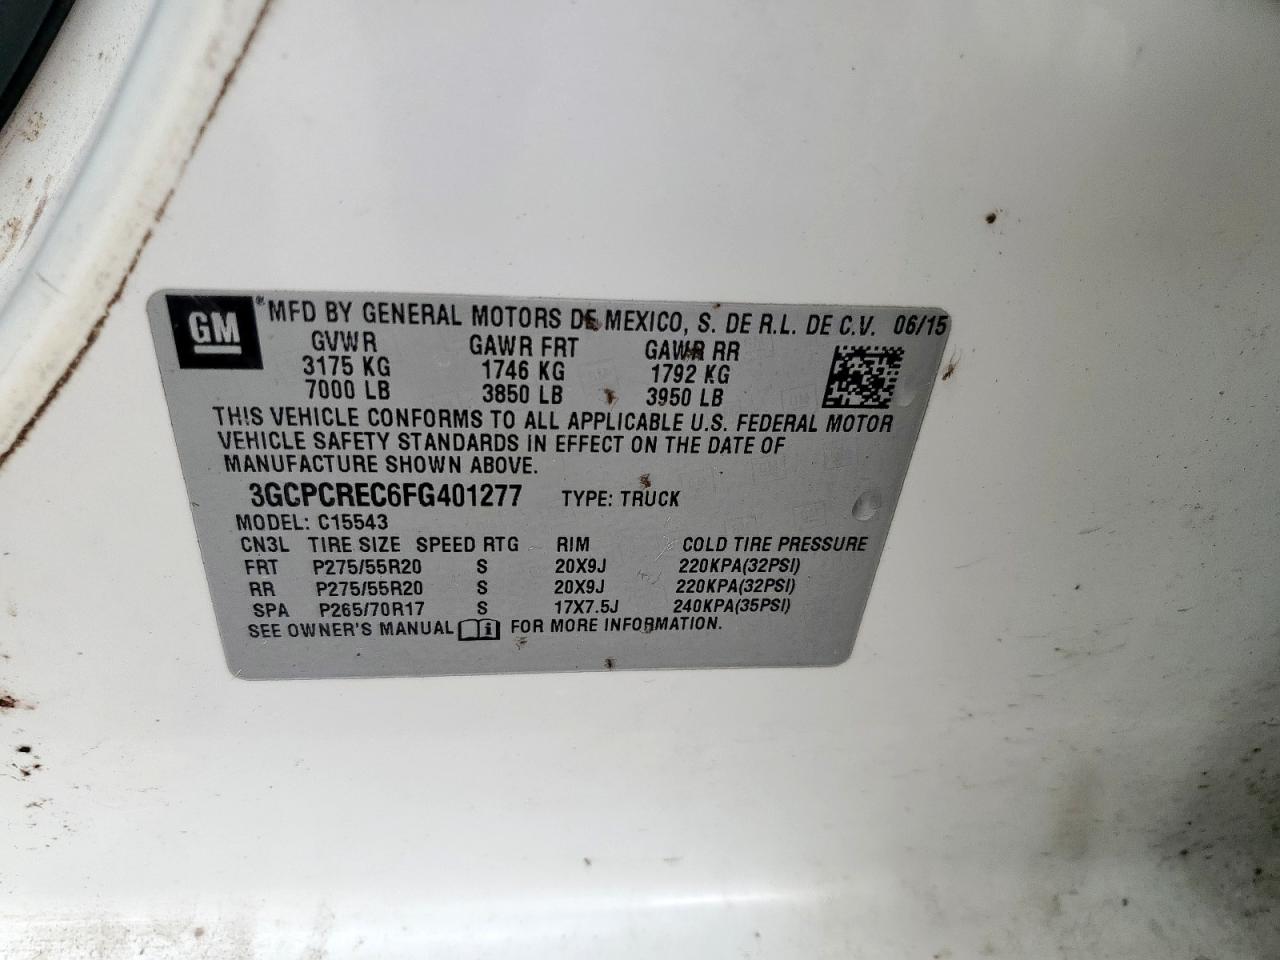 GM ® MFD BY GENERAL MOTORS DE MEXICO, S. DE R.L. DE C.V. 06/15
GVWR GAWR FRT GAWR RR
3175 KG 1746 KG 1792 KG
7000 LB 3850 LB 3950 LB
THIS VEHICLE CONFORMS TO ALL APPLICABLE U.S. FEDERAL MOTOR
VEHICLE SAFETY STANDARDS IN EFFECT ON THE DATE OF
MANUFACTURE SHOWN ABOVE.
3GCPCREC6FG401277 TYPE: TRUCK
MODEL: C15543
CN3L TIRE SIZE SPEED RTG RIM COLD TIRE PRESSURE
FRT P275/55R20 S 20X9J 220KPA(32PSI)
RR P275/55R20 S 20X9J 220KPA(32PSI)
SPA P265/70R17 S 17X7.5J 240KPA(35PSI)
SEE OWNER'S MANUAL i FOR MORE INFORMATION.